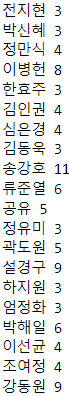 전지현 3
박신혜 3
정만식 4
이병헌 8
한효주 3
김인권 4
심은경 4
김동욱 3
송강호 11
류준열 6
공유 5
정유미 3
곽도원 5
설경구 9
하지원 3
엄정화 3
박해일 6
이선균 4
조여정 4
강동원 9